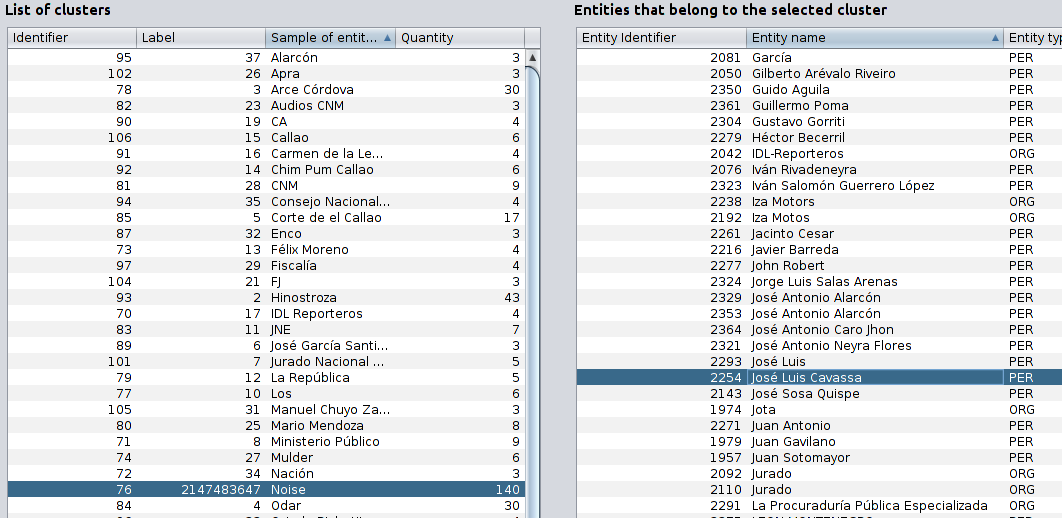 List of clusters
Identifier Label Sample of entit... Quantity
95 37 Alarcón 3
102 26 Apra 3
78 3 Arce Córdova 30
82 23 Audios CNM 3
90 19 CA 4
106 15 Callao 6
91 16 Carmen de la Le... 4
92 14 Chim Pum Callao 6
81 28 CNM 9
94 35 Consejo Nacional... 4
85 5 Corte de el Callao 17
87 32 Enco 3
73 13 Félix Moreno 4
97 29 Fiscalía 4
104 21 FJ 3
93 2 Hinostroza 43
70 17 IDL Reporteros 4
83 11 JNE 7
89 6 José García Santi... 3
101 7 Jurado Nacional ... 5
79 12 La República 5
77 10 Los 6
105 31 Manuel Chuyo Za... 3
80 25 Mario Mendoza 8
71 8 Ministerio Público 9
74 27 Mulder 6
72 34 Nación 3
76 2147483647 Noise 140
84 4 Odar 30
Entities that belong to the selected cluster
Entity Identifier Entity name Entity typ
2081 García PER
2050 Gilberto Arévalo Riveiro PER
2350 Guido Aguila PER
2361 Guillermo Poma PER
2304 Gustavo Gorriti PER
2279 Héctor Becerril PER
2042 IDL-Reporteros ORG
2076 Iván Rivadeneyra PER
2323 Iván Salomón Guerrero López PER
2238 Iza Motors ORG
2192 Iza Motos ORG
2261 Jacinto Cesar PER
2216 Javier Barreda PER
2277 John Robert PER
2324 Jorge Luis Salas Arenas PER
2329 José Antonio Alarcón PER
2353 José Antonio Alarcón PER
2364 José Antonio Caro Jhon PER
2321 José Antonio Neyra Flores PER
2293 José Luis PER
2254 José Luis Cavassa PER
2143 José Sosa Quispe PER
1974 Jota ORG
2271 Juan Antonio PER
1979 Juan Gavilano PER
1957 Juan Sotomayor PER
2092 Jurado ORG
2110 Jurado ORG
2291 La Procuraduría Pública Especializada ORG